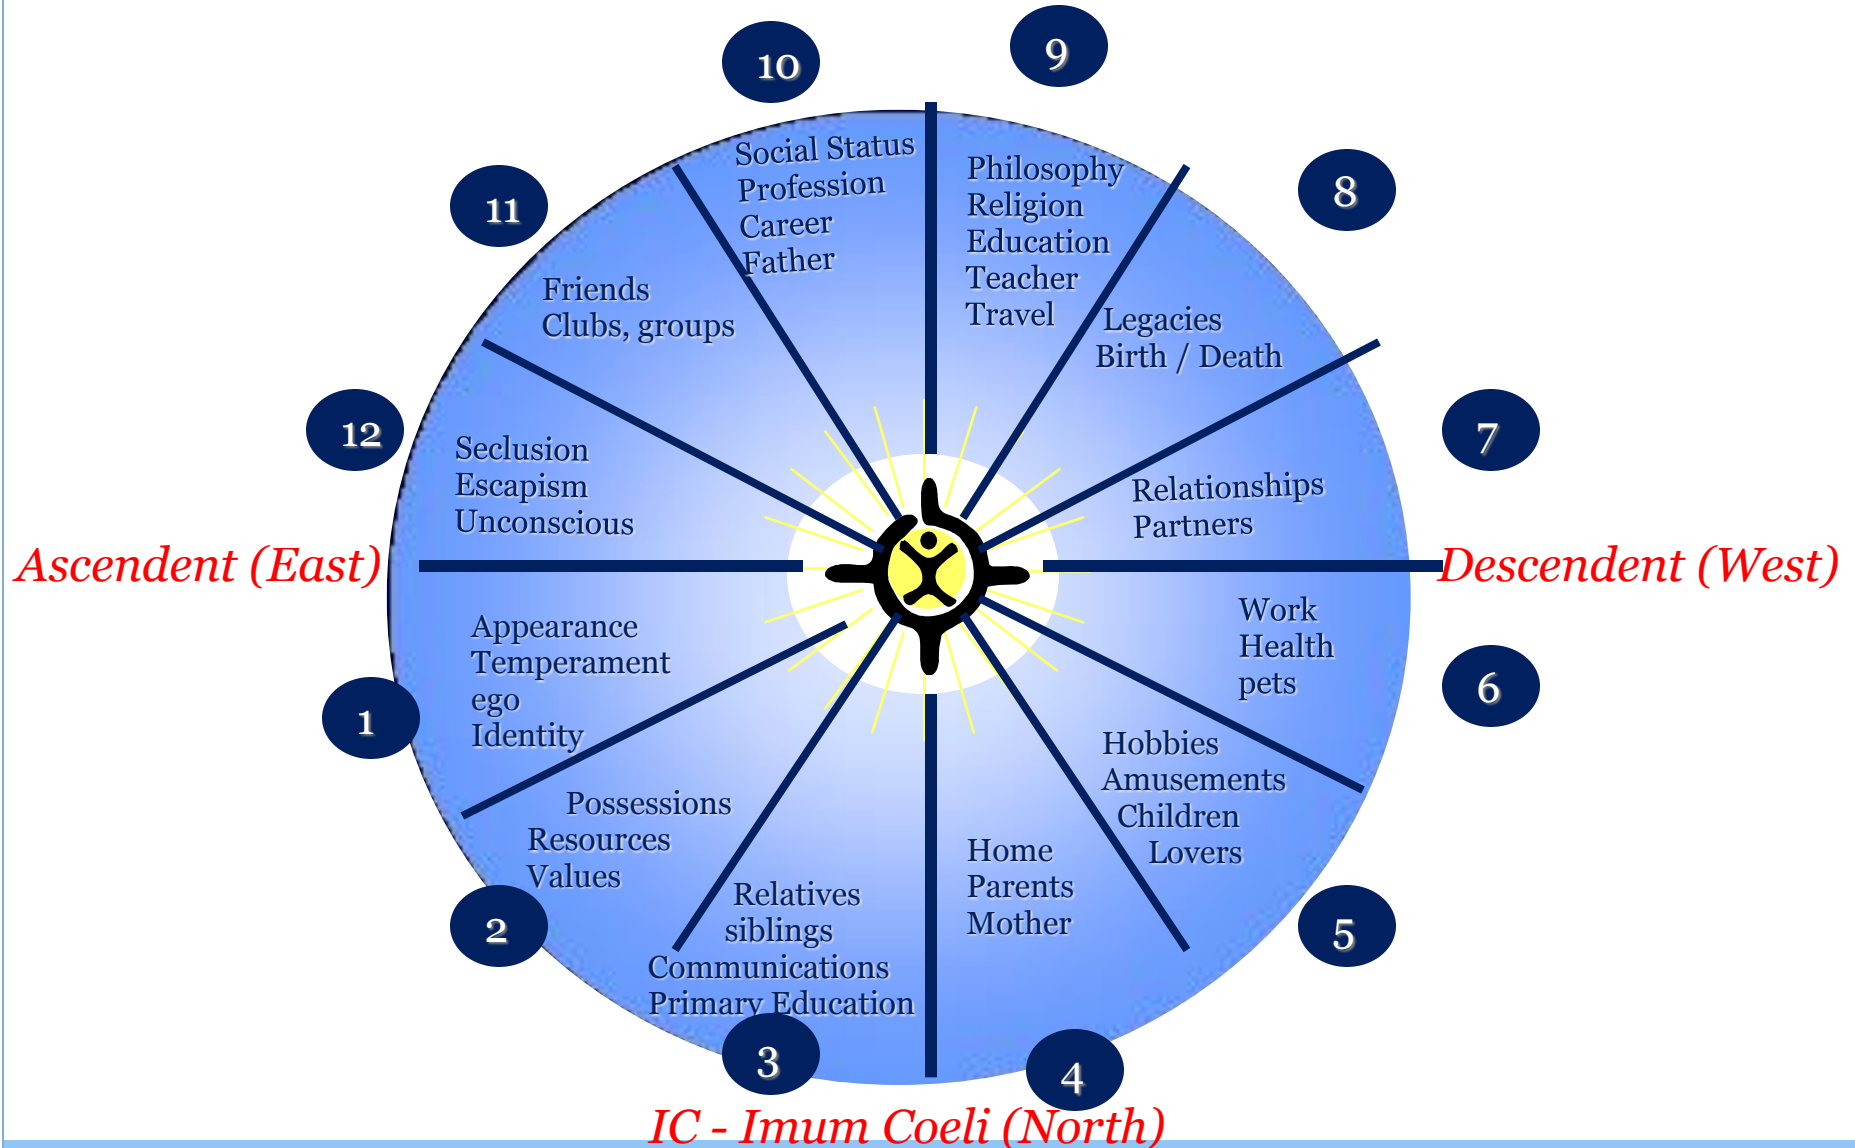 10
9
8
11
12
7
1
6
2
5
3
4
Social Status
Profession
Career
Father
Philosophy
Religion
Education
Teacher
Travel
Friends
Clubs, groups
Legacies
Birth / Death
Seclusion
Escapism
Unconscious
Relationships
Partners
Ascendent (East)
Descendent (West)
Appearance
Temperament
ego
Identity
Work
Health
pets
Possessions
Resources
Values
Hobbies
Amusements
Children
Lovers
Relatives
siblings
Communications
Primary Education
Home
Parents
Mother
IC - Imum Coeli (North)